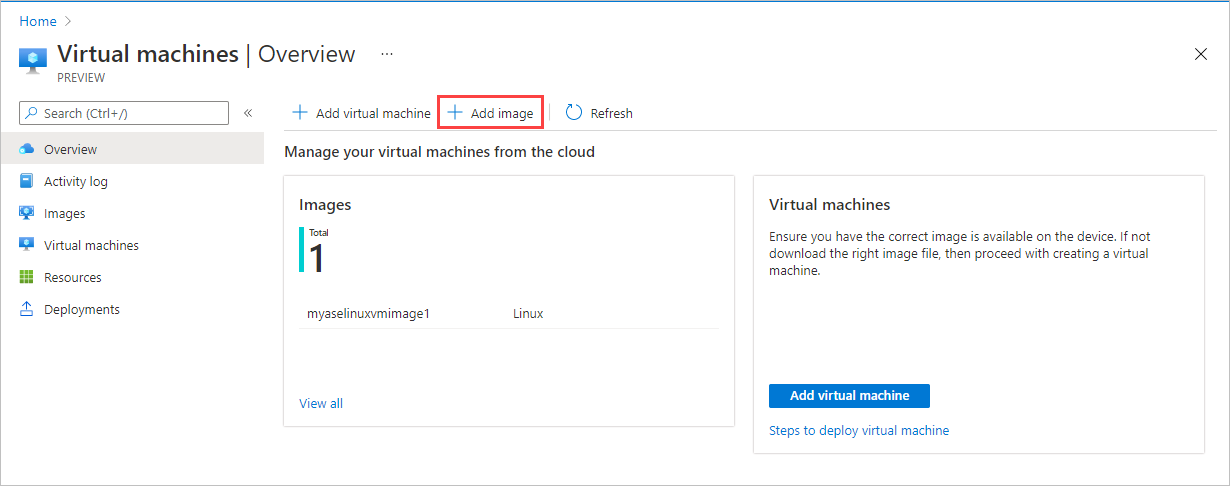 Home >
Virtual machines | Overview ...
PREVIEW
Search (Ctrl+/) «
Overview
Activity log
Images
Virtual machines
Resources
Deployments
+ Add virtual machine + Add image Refresh
Manage your virtual machines from the cloud
Images
Total
1
myaselinuxvmimage1 Linux
View all
Virtual machines
Ensure you have the correct image is available on the device. If not
download the right image file, then proceed with creating a virtual
machine.
Add virtual machine
Steps to deploy virtual machine